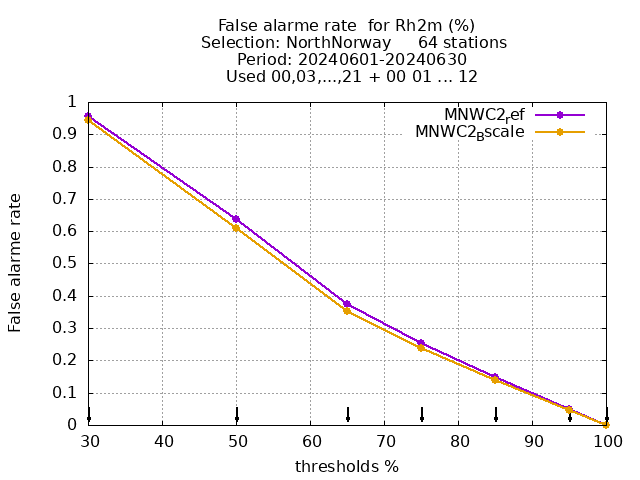 False alarme rate  for Rh2m (%)
Selection: NorthNorway     64 stations
Period: 20240601-20240630
Used 00,03,...,21 + 00 01 ... 12
MNWC2ref
MNWC2Bscale
1
0.9
0.8
0.7
0.6
0.5
0.4
0.3
0.2
0.1
0
False alarme rate
30 40 50 60 70 80 90 100
thresholds %